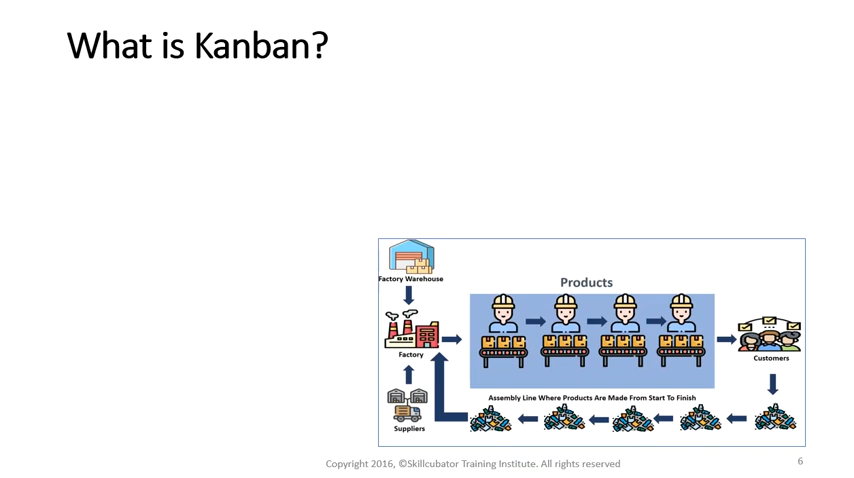 What is Kanban?
Factory Warehouse
Products
Factory
Customers
Assembly Line Where Products Are Made From Start To Finish
Suppliers
Copyright 2016, ©Skillcubator Training Institute. All rights reserved
6